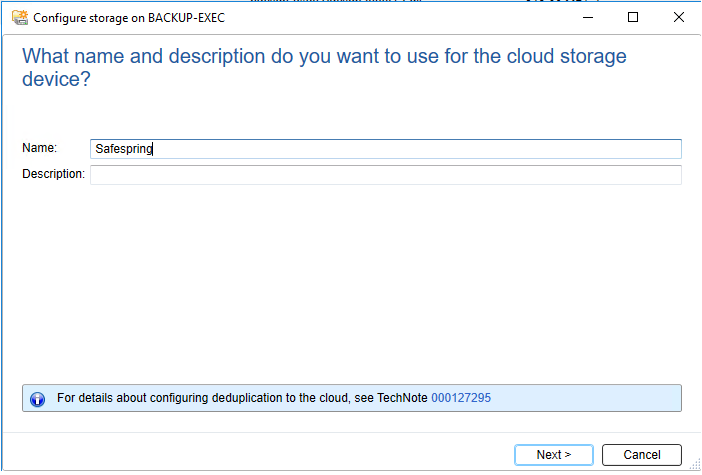 Configure storage on BACKUP-EXEC
What name and description do you want to use for the cloud storage
device?
Name: Safespring
Description:
For details about configuring deduplication to the cloud, see TechNote 000127295
Next >
Cancel